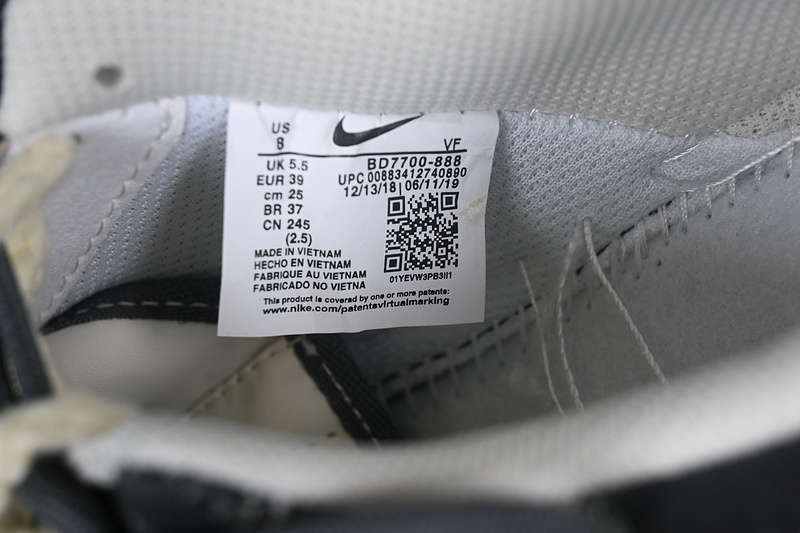 US
8
VF
UK 5.5
EUR 39
cm 25
BR 37
CN 245
(2.5)
BD7700-888
UPC 00883412740890
12/13/18 | 06/11/19
MADE IN VIETNAM
HECHO EN VIETNAM
FABRIQUE AU VIETNAM
FABRICADO NO VIETNA
01YEVW3PB3II1
This product is covered by one or more patents:
www.nike.com/patentsvirtualmarking